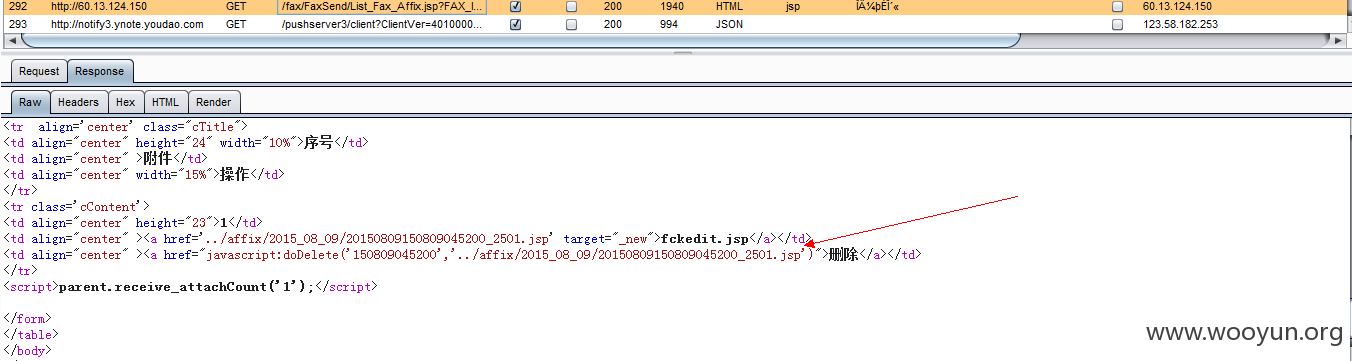 292 http://60.13.124.150 GET /fax/FaxSend/List_Fax_Affix.jsp?FAX_I... 200 1940 HTML jsp ÎÄ¼þÉÏ´« 60.13.124.150
293 http://notify3.ynote.youdao.com GET /pushserver3/client?ClientVer=4010000... 200 994 JSON 123.58.182.253
Request Response
Raw Headers Hex HTML Render
<tr  align='center' class="cTitle">
<td align="center" height="24" width="10%">序号</td>
<td align="center" >附件</td>
<td align="center" width="15%">操作</td>
</tr>
<tr class='cContent'>
<td align="center" height="23">1</td>
<td align="center" ><a href='../affix/2015_08_09/20150809150809045200_2501.jsp' target="_new">fckedit.jsp</a></td>
<td align="center" ><a href="javascript:doDelete('150809045200','../affix/2015_08_09/20150809150809045200_2501.jsp')">删除</a></td>
</tr>
<script>parent.receive_attachCount('1');</script>
</form>
</table>
</body>
www.wooyun.org